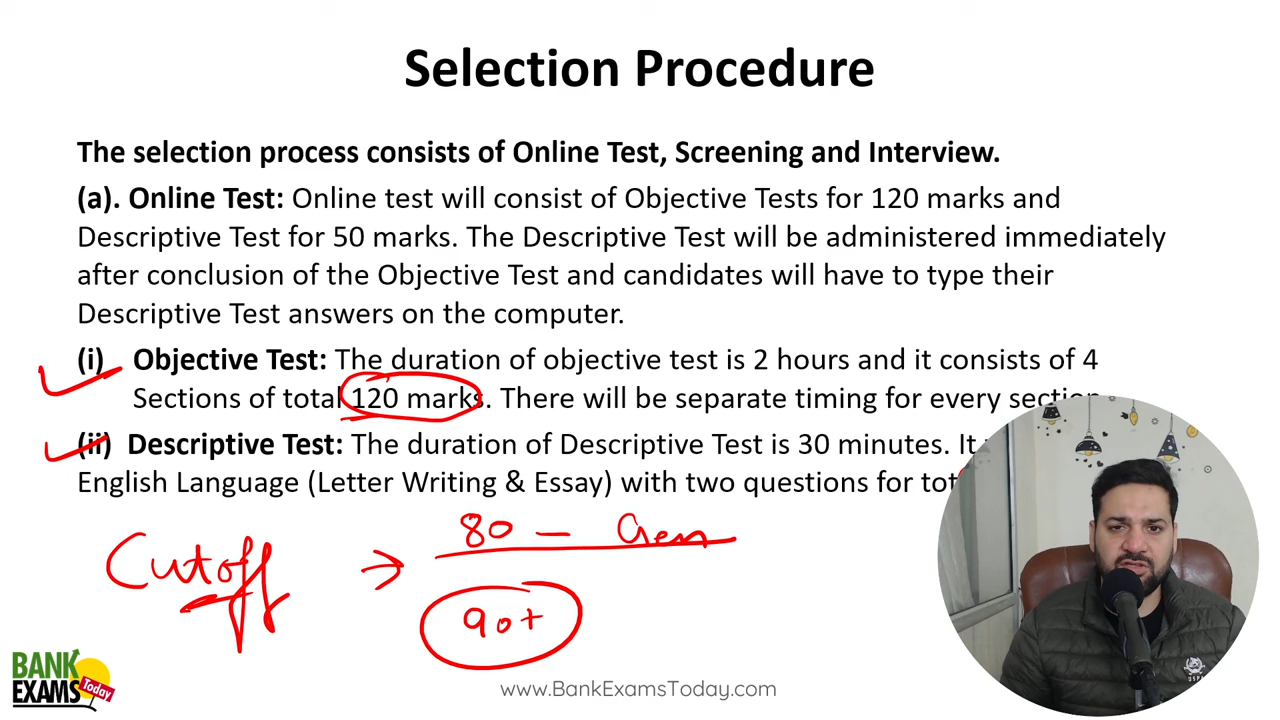 Selection Procedure
The selection process consists of Online Test, Screening and Interview.
(a). Online Test: Online test will consist of Objective Tests for 120 marks and
Descriptive Test for 50 marks. The Descriptive Test will be administered immediately
after conclusion of the Objective Test and candidates will have to type their
Descriptive Test answers on the computer.
(i) Objective Test: The duration of objective test is 2 hours and it consists of 4
Sections of total 120 marks. There will be separate timing for every section.
(ii) Descriptive Test: The duration of Descriptive Test is 30 minutes. It
English Language (Letter Writing & Essay) with two questions for
80 - Gen
Cutoff →
90+
BANK
EXAMS
Today
www.BankExamsToday.com